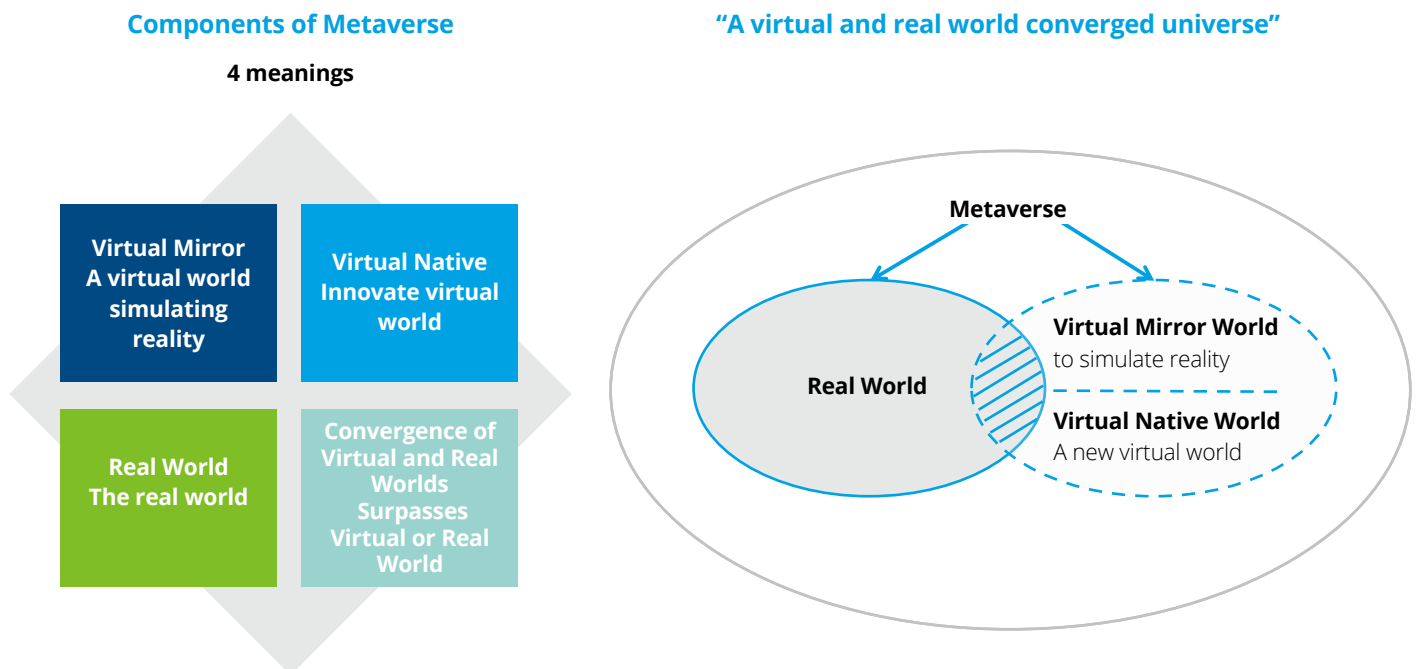 Components of Metaverse
4 meanings
Virtual Mirror
A virtual world
simulating
reality
Virtual Native
Innovate virtual
world
Real World
The real world
Convergence of
Virtual and Real
Worlds
Surpasses
Virtual or Real
World
“A virtual and real world converged universe”
Metaverse
Real World
Virtual Mirror World
to simulate reality
Virtual Native World
A new virtual world